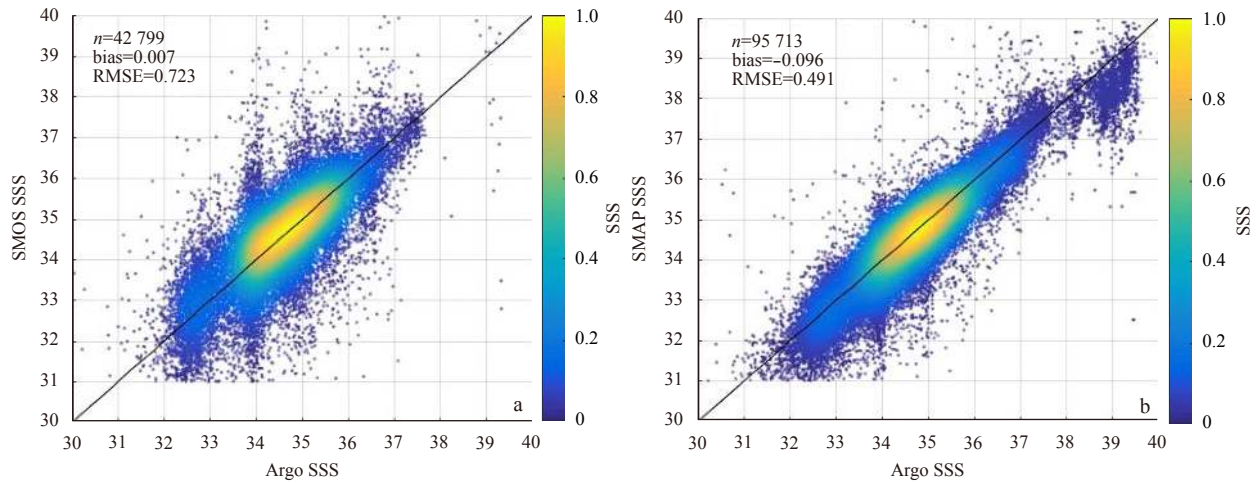 40
39
38
37
36
35
34
33
32
31
30
SMOS SSS
n=42 799
bias=0.007
RMSE=0.723
a
30 31 32 33 34 35 36 37 38 39 40
Argo SSS
1.0
0.8
0.6
0.4
0.2
0
SSS
40
39
38
37
36
35
34
33
32
31
30
SMAP SSS
n=95 713
bias=−0.096
RMSE=0.491
b
30 31 32 33 34 35 36 37 38 39 40
Argo SSS
1.0
0.8
0.6
0.4
0.2
0
SSS